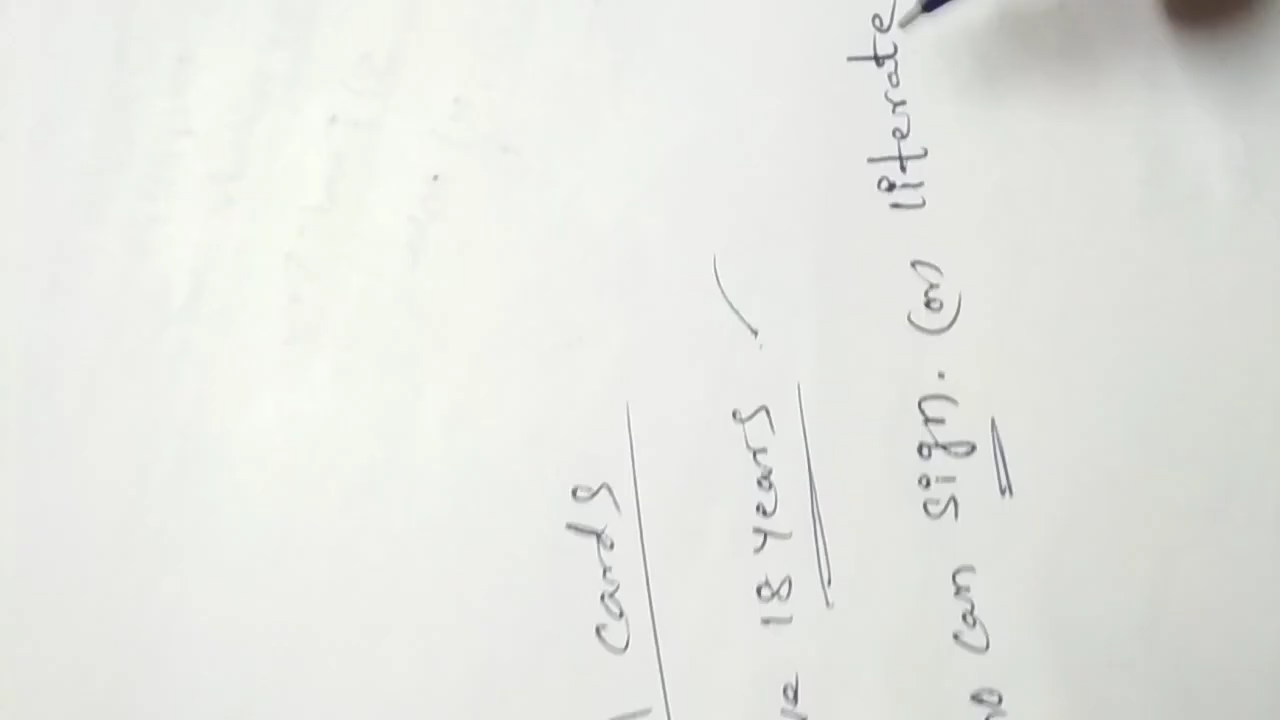 cards
18 years
can sign. (or) literate